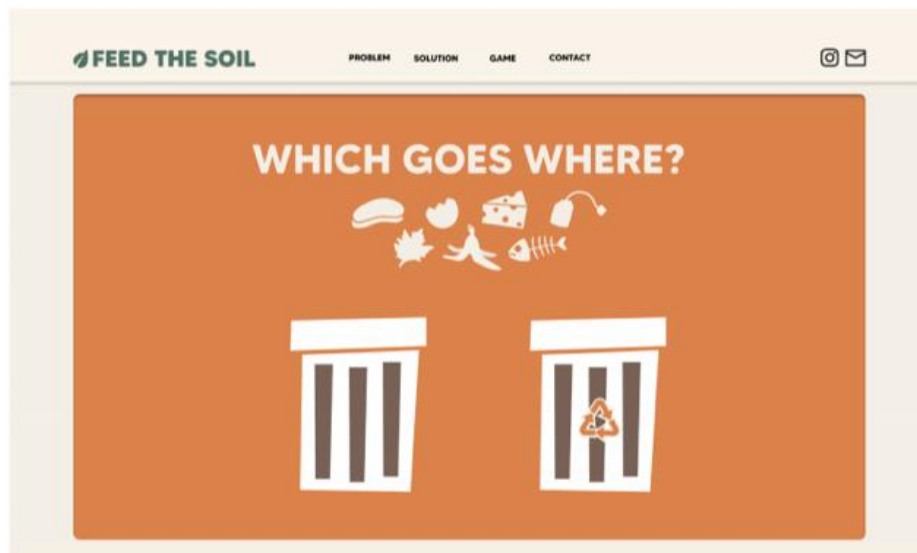 FEED THE SOIL
PROBLEM SOLUTION GAME CONTACT
WHICH GOES WHERE?